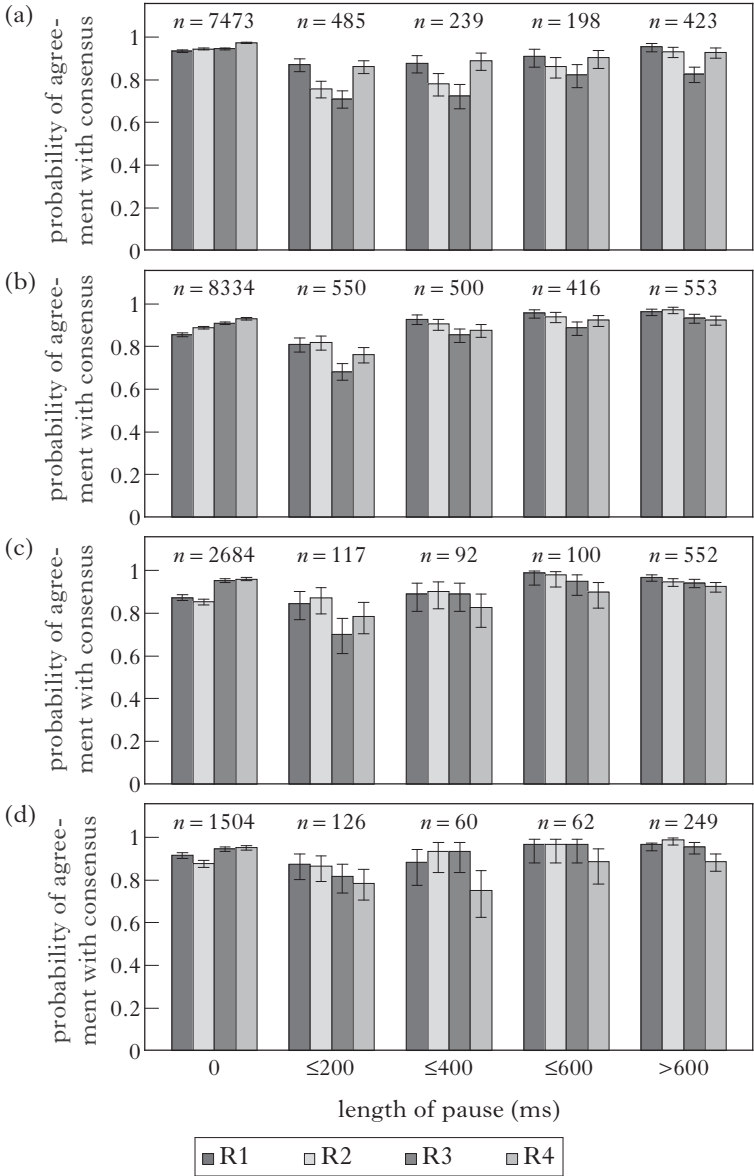 (a)
probability of agree-
ment with consensus
1
0.8
0.6
0.4
0.2
0
n = 7473 n = 485 n = 239 n = 198 n = 423
(b)
probability of agree-
ment with consensus
1
0.8
0.6
0.4
0.2
0
n = 8334 n = 550 n = 500 n = 416 n = 553
(c)
probability of agree-
ment with consensus
1
0.8
0.6
0.4
0.2
0
n = 2684 n = 117 n = 92 n = 100 n = 552
(d)
probability of agree-
ment with consensus
1
0.8
0.6
0.4
0.2
0
n = 1504 n = 126 n = 60 n = 62 n = 249
0 ≤200 ≤400 ≤600 >600
length of pause (ms)
R1 R2 R3 R4